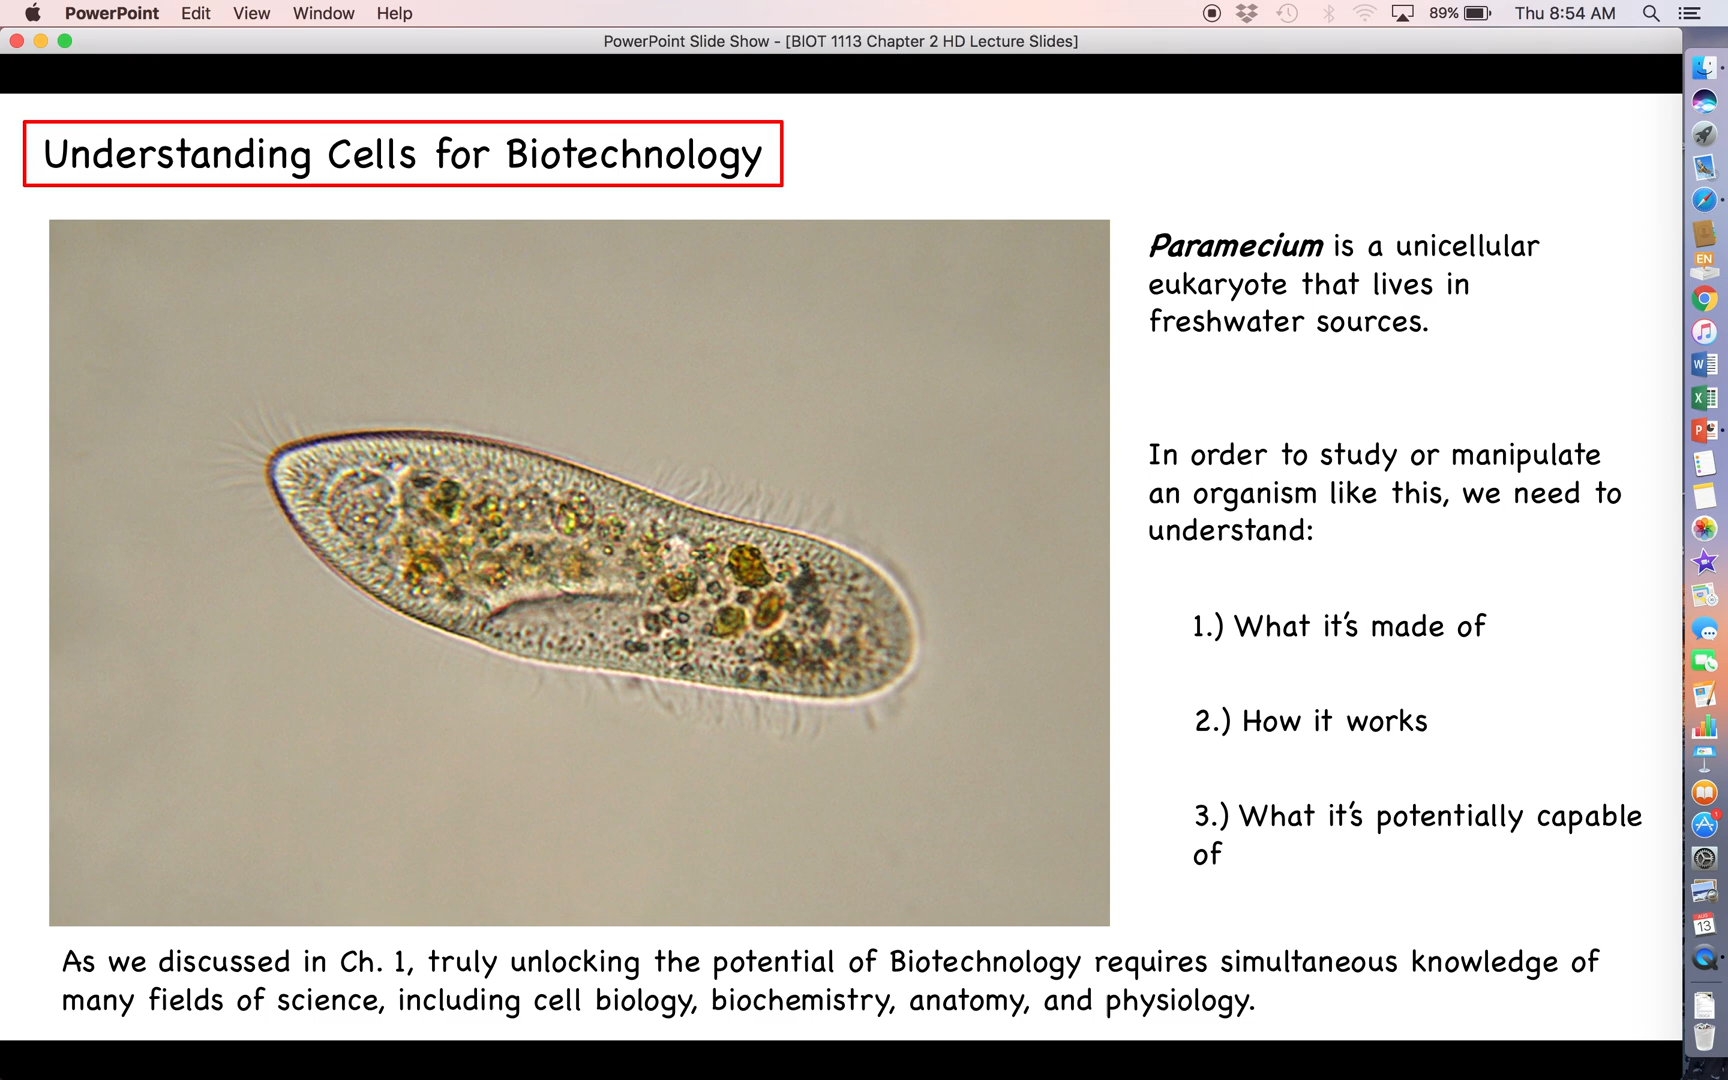 PowerPoint Edit View Window Help 89% Thu 8:54 AM
PowerPoint Slide Show - [BIOT 1113 Chapter 2 HD Lecture Slides]
Understanding Cells for Biotechnology
Paramecium is a unicellular
eukaryote that lives in
freshwater sources.
In order to study or manipulate
an organism like this, we need to
understand:
1.) What it's made of
2.) How it works
3.) What it's potentially capable
of
As we discussed in Ch. 1, truly unlocking the potential of Biotechnology requires simultaneous knowledge of
many fields of science, including cell biology, biochemistry, anatomy, and physiology.
EN
W
X
P
1
AUG
13